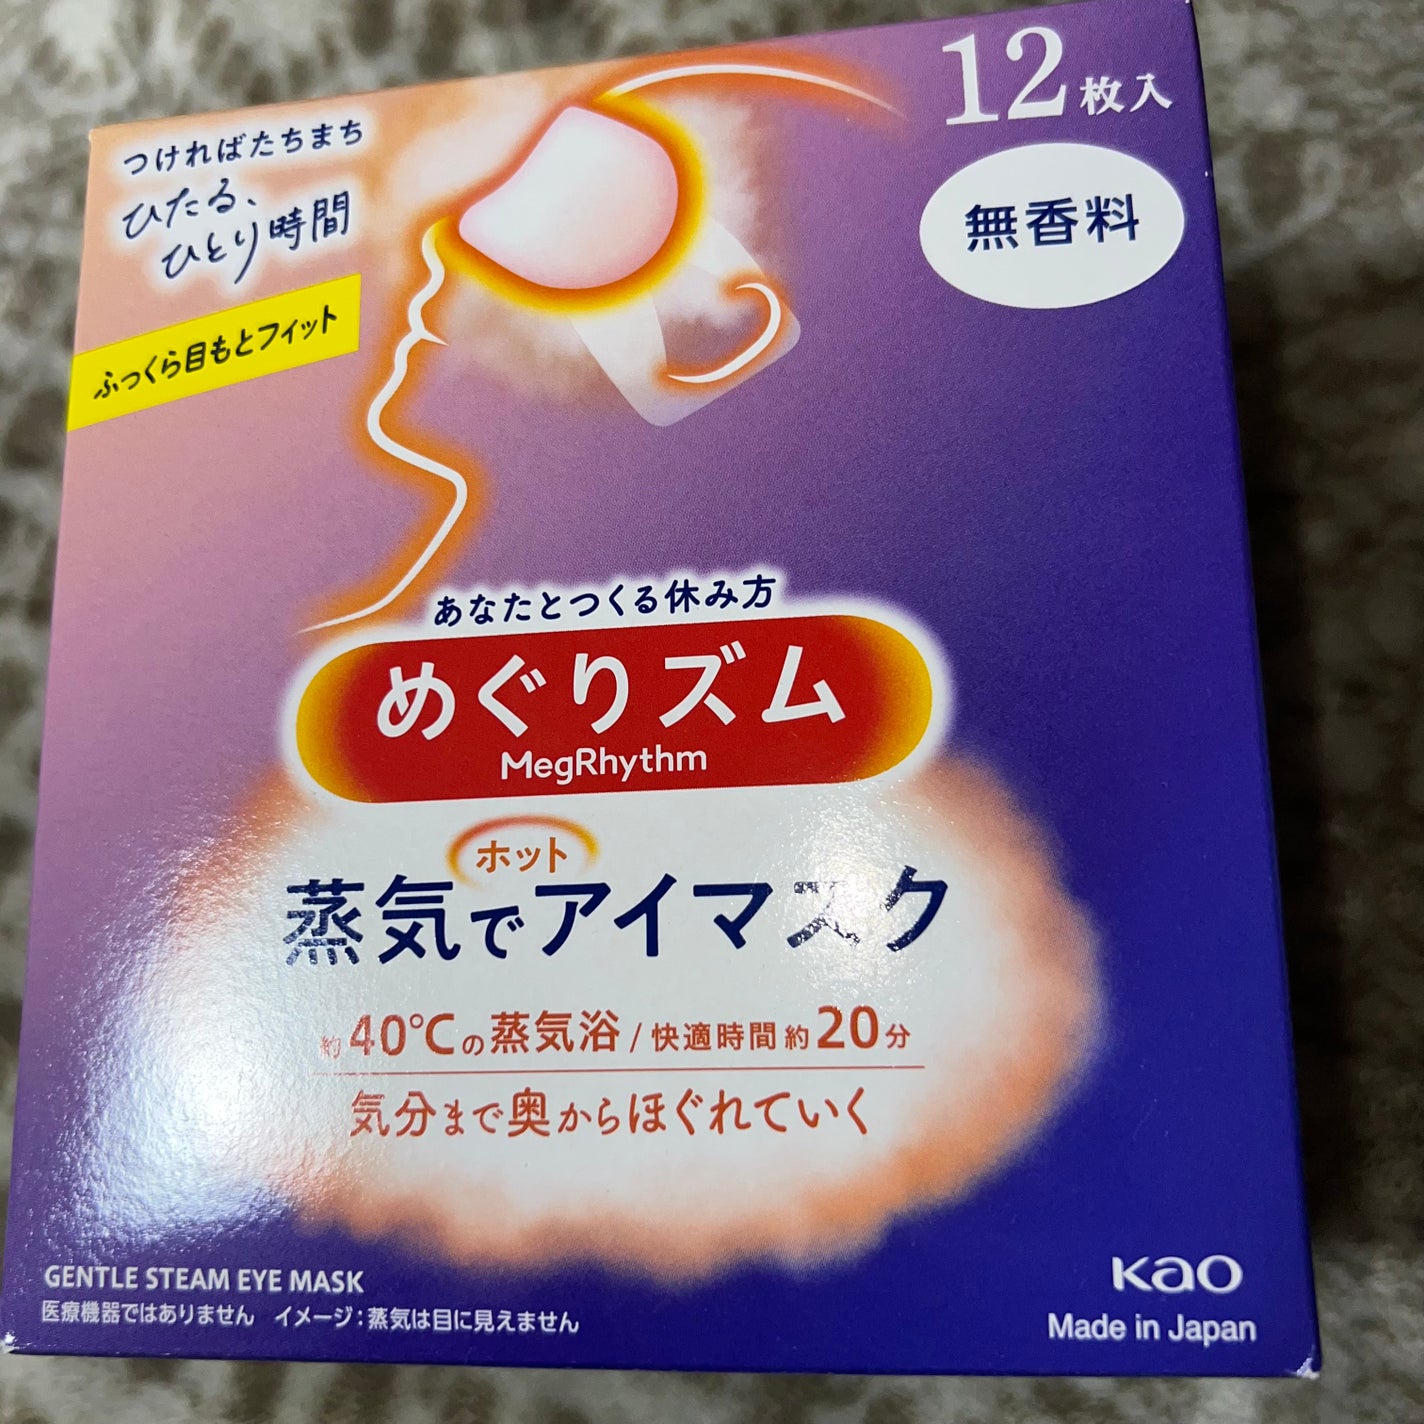 12枚入
つければたちまち
ひたる、
ひとり時間
無香料
ふっくら目もとフィット
あなたとつくる休み方
めぐりズム
MegRhythm
ホット
蒸気でアイマスク
約40℃の蒸気浴/快適時間約20分
気分まで奥からほぐれていく
GENTLE STEAM EYE MASK
医療機器ではありません イメージ:蒸気は目に見えません
Kao
Made in Japan